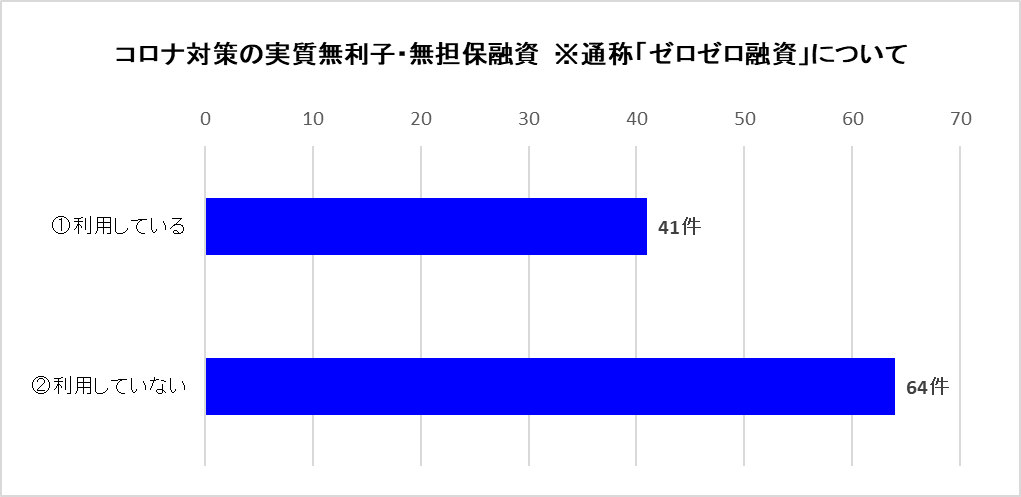 コロナ対策の実質無利子・無担保融資 ※通称「ゼロゼロ融資」について
0 10 20 30 40 50 60 70
①利用している 41件
②利用していない 64件